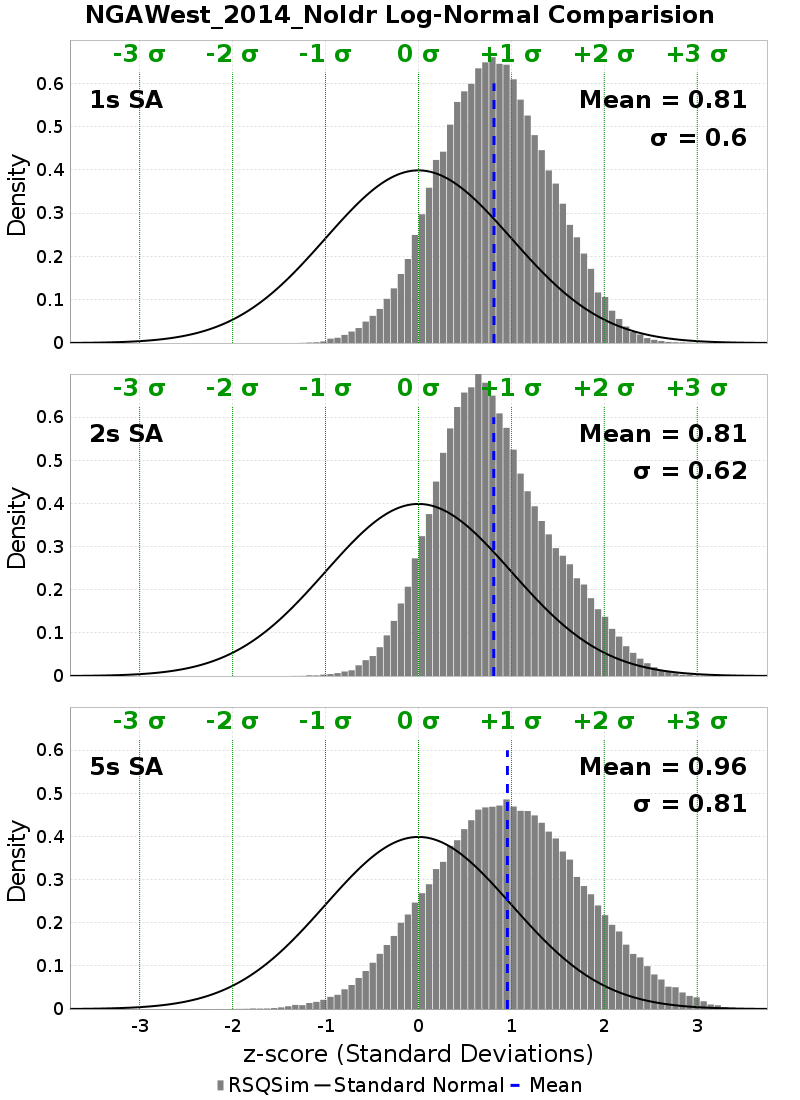 NGAWest_2014_NoIdr Log-Normal Comparision
-3 σ -2 σ -1 σ 0 σ +1 σ +2 σ +3 σ
1s SA
Mean = 0.81
σ = 0.6
Density
0.6
0.5
0.4
0.3
0.2
0.1
0
-3 σ -2 σ -1 σ 0 σ +1 σ +2 σ +3 σ
2s SA
Mean = 0.81
σ = 0.62
Density
0.6
0.5
0.4
0.3
0.2
0.1
0
-3 σ -2 σ -1 σ 0 σ +1 σ +2 σ +3 σ
5s SA
Mean = 0.96
σ = 0.81
Density
0.6
0.5
0.4
0.3
0.2
0.1
0
-3 -2 -1 0 1 2 3
z-score (Standard Deviations)
RSQSim Standard Normal Mean